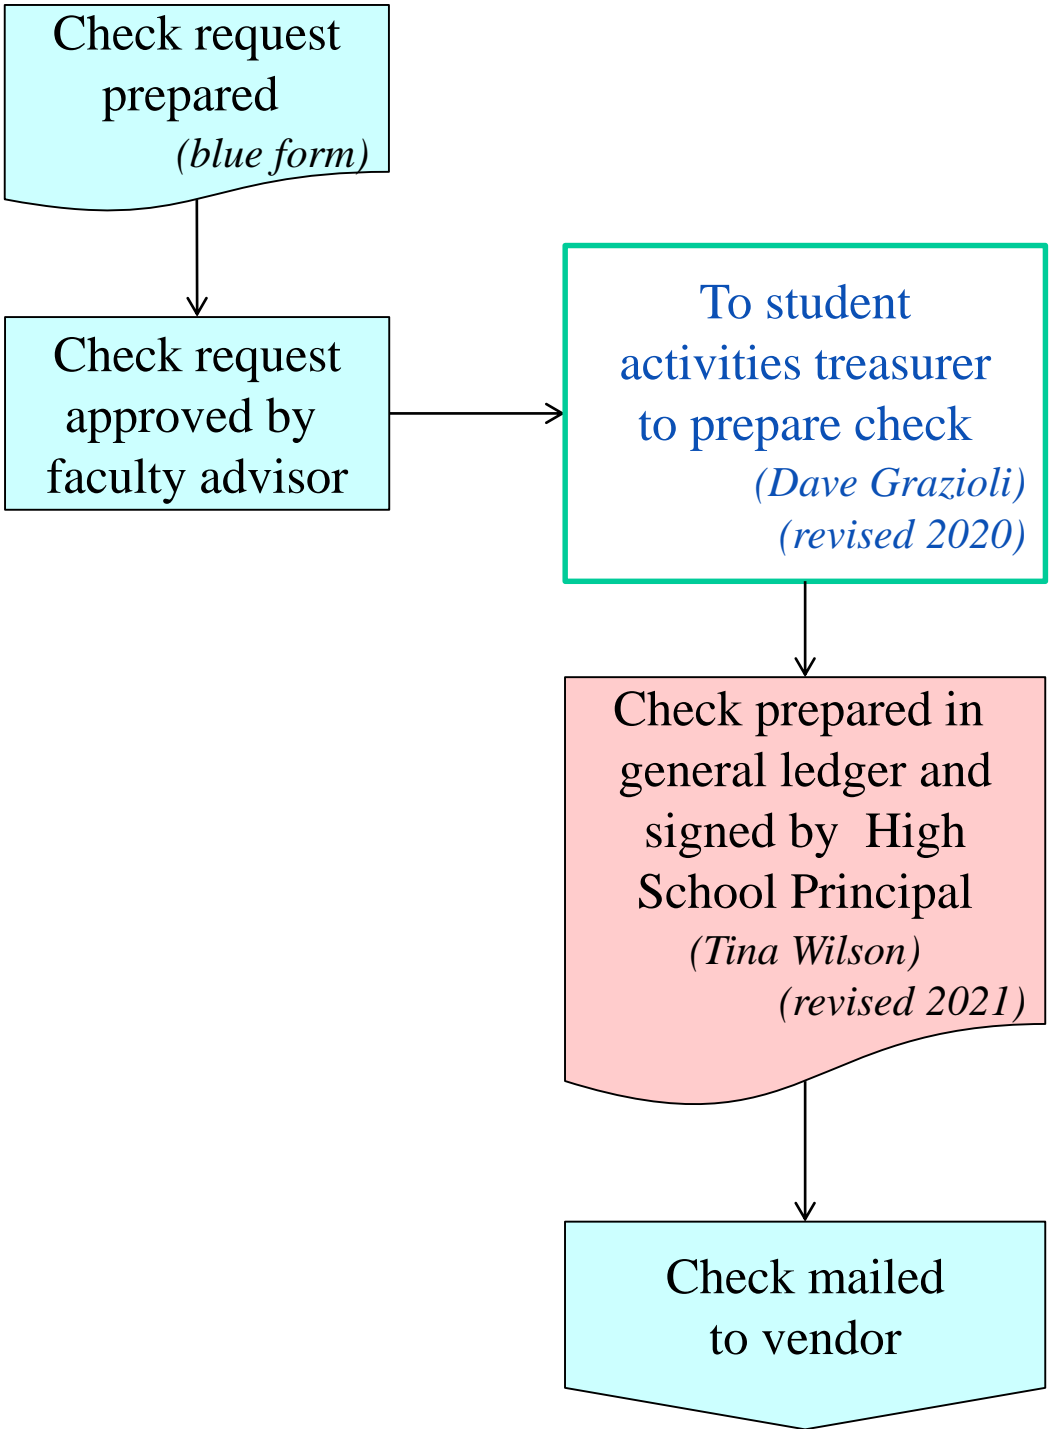 Check request
prepared
(blue form)
Check request
approved by
faculty advisor
To student
activities treasurer
to prepare check
(Dave Grazioli)
(revised 2020)
Check prepared in
general ledger and
signed by  High
School Principal
(Tina Wilson)
(revised 2021)
Check mailed
to vendor